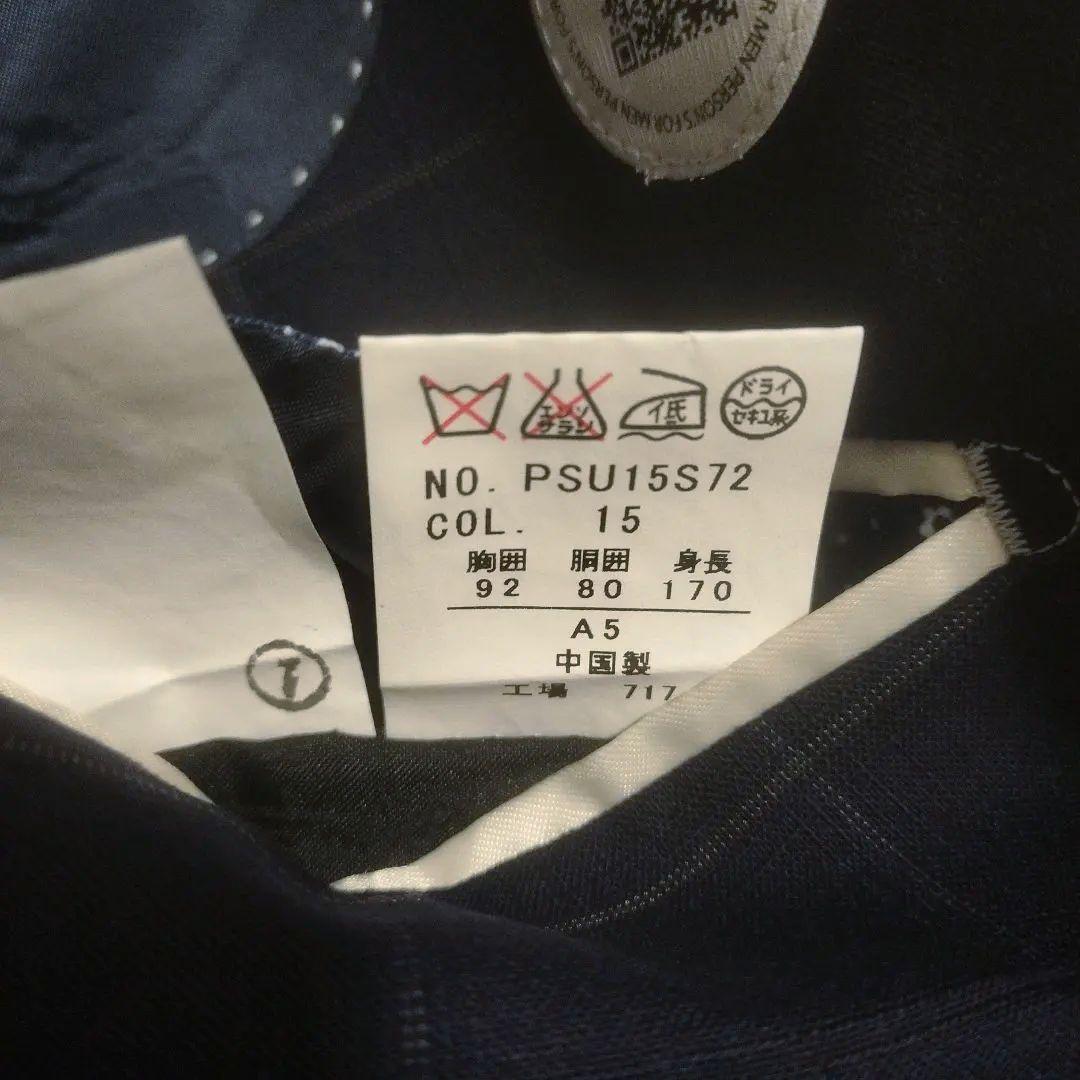 R MEN PERSON'S FOR MEN PERSON'S FO
エンソ
サラシ
低
ドライ
セキユ系
NO. PSU15S72
COL. 15
胸囲 胴囲 身長
92 80 170
A5
中国製
工場 717